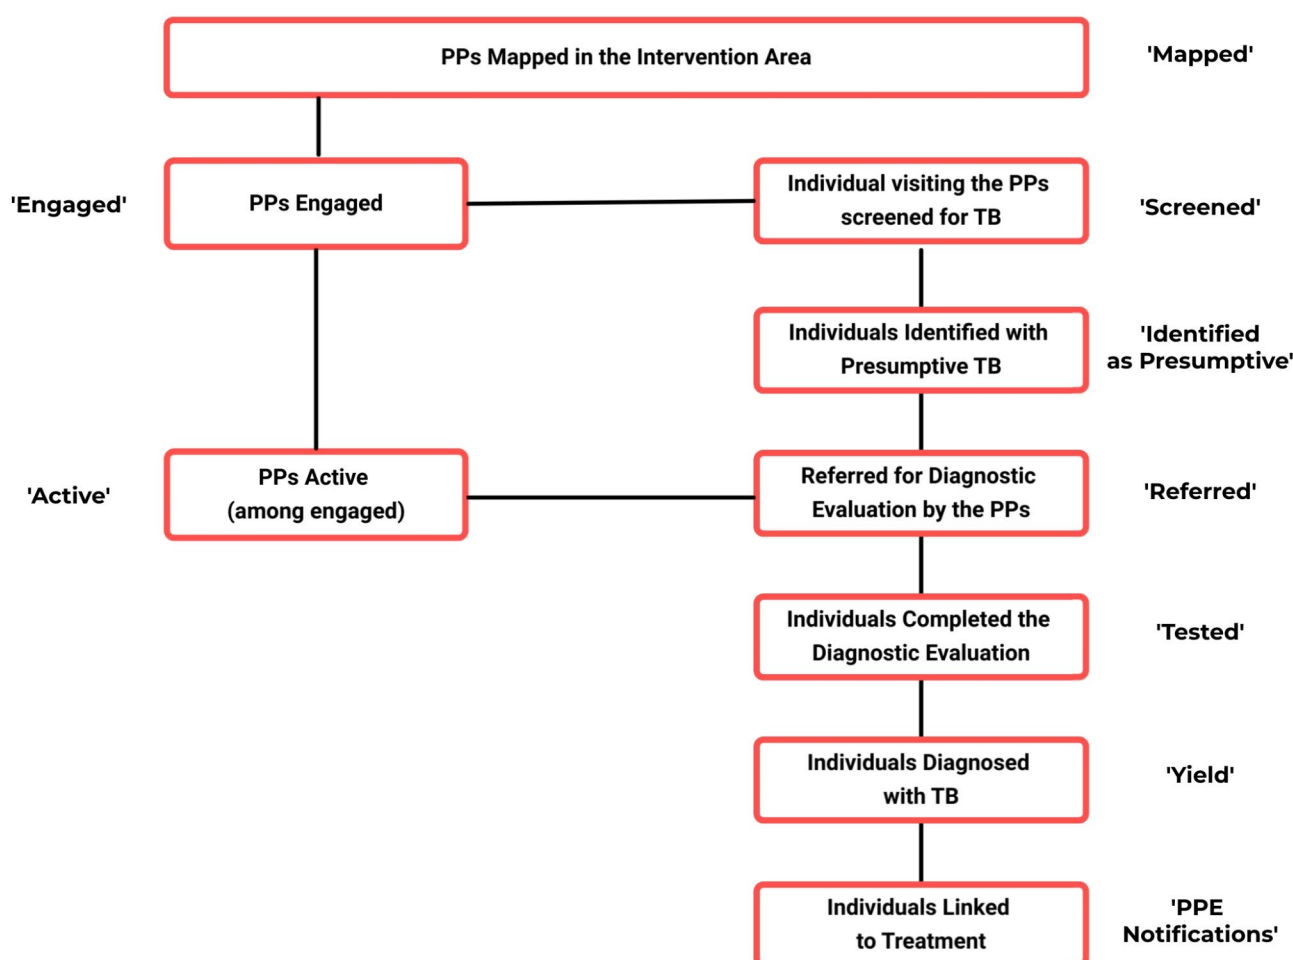 PPs Mapped in the Intervention Area
'Mapped'
'Engaged'
PPs Engaged
Individual visiting the PPs
screened for TB
'Screened'
Individuals Identified with
Presumptive TB
'Identified
as Presumptive'
'Active'
PPs Active
(among engaged)
Referred for Diagnostic
Evaluation by the PPs
'Referred'
Individuals Completed the
Diagnostic Evaluation
'Tested'
Individuals Diagnosed
with TB
'Yield'
Individuals Linked
to Treatment
'PPE
Notifications'